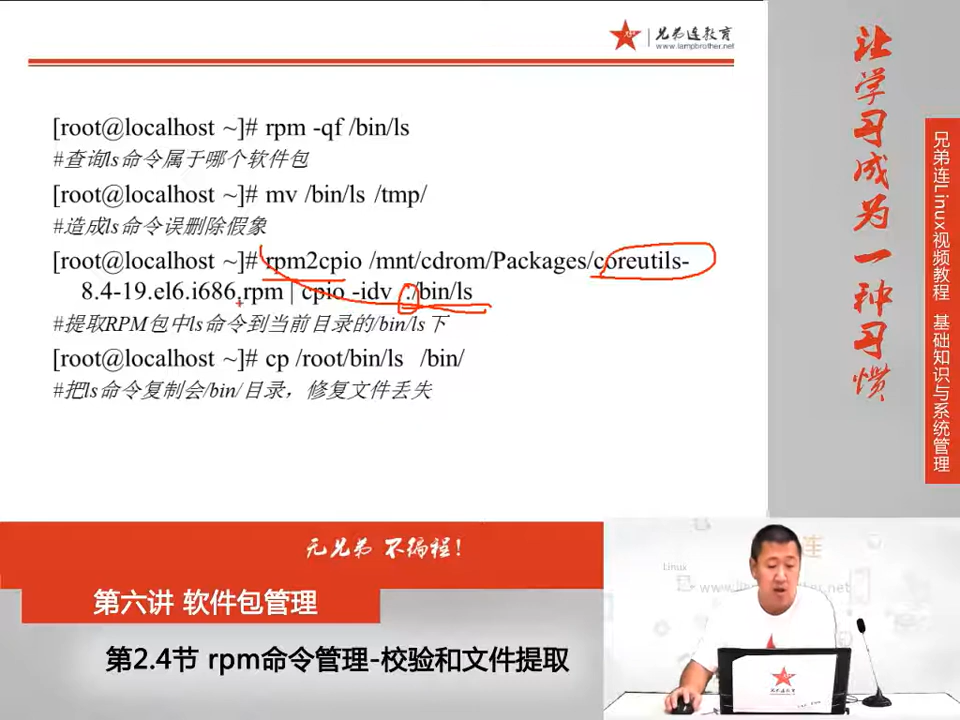 兄弟连教育
www.lampbrother.net
[root@localhost ~]# rpm -qf /bin/ls
#查询ls命令属于哪个软件包
[root@localhost ~]# mv /bin/ls /tmp/
#造成ls命令误删除假象
[root@localhost ~]# rpm2cpio /mnt/cdrom/Packages/coreutils-
8.4-19.el6.i686.rpm | cpio -idv ./bin/ls
#提取RPM包中ls命令到当前目录的/bin/ls下
[root@localhost ~]# cp /root/bin/ls /bin/
#把ls命令复制会/bin/目录，修复文件丢失
让学习成为一种习惯
兄弟连Linux视频教程 基础知识与系统管理
无兄弟 不编程！
第六讲 软件包管理
第2.4节 rpm命令管理-校验和文件提取
连
Linux